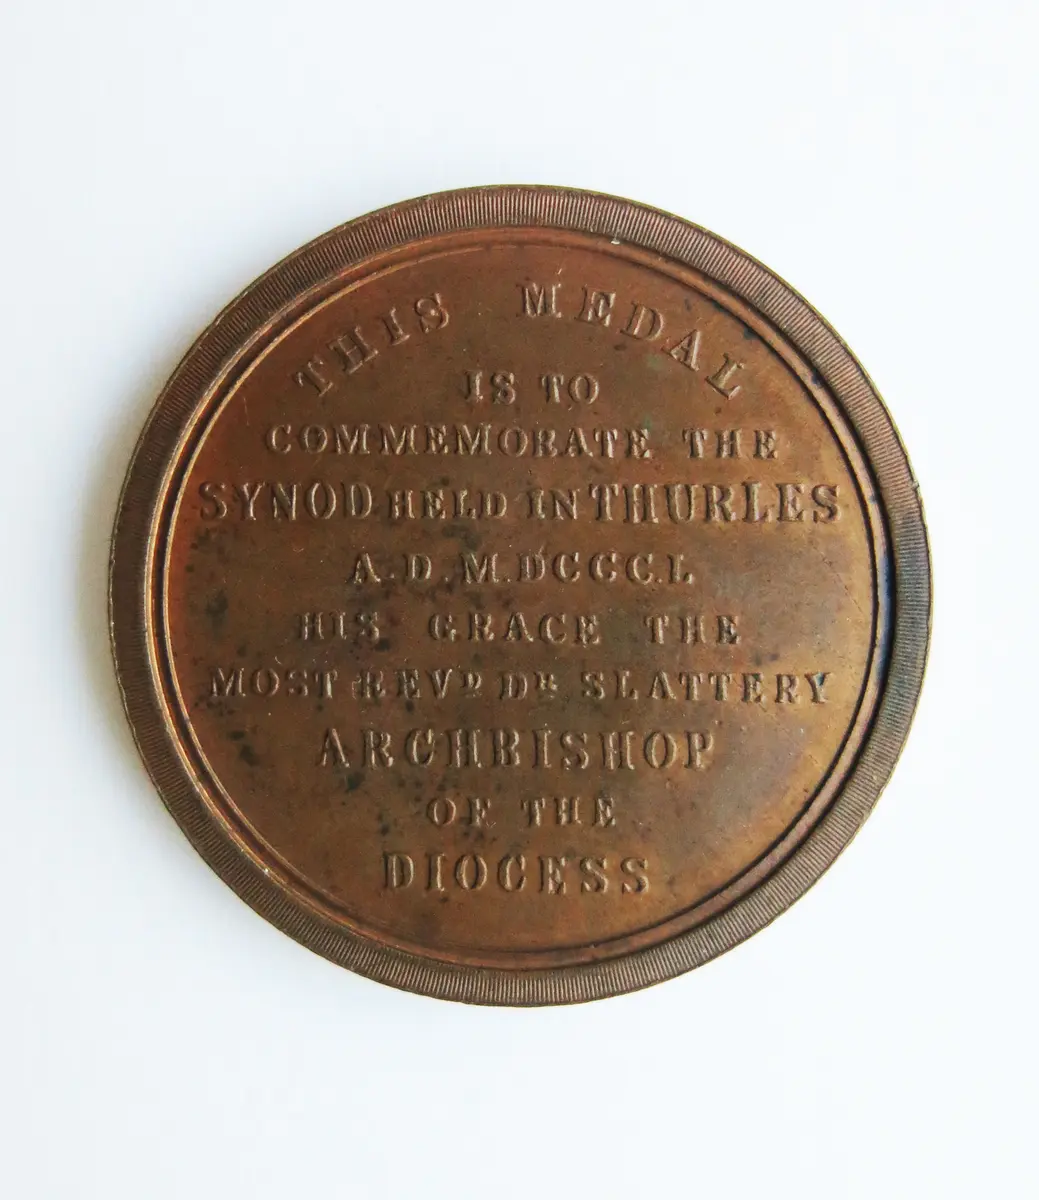 THIS MEDAL
IS TO
COMMEMORATE THE
SYNOD HELD IN THURLES
A.D. M.DCCC.L
HIS GRACE THE
MOST REVD DR SLATTERY
ARCHBISHOP
OF THE
DIOCESS